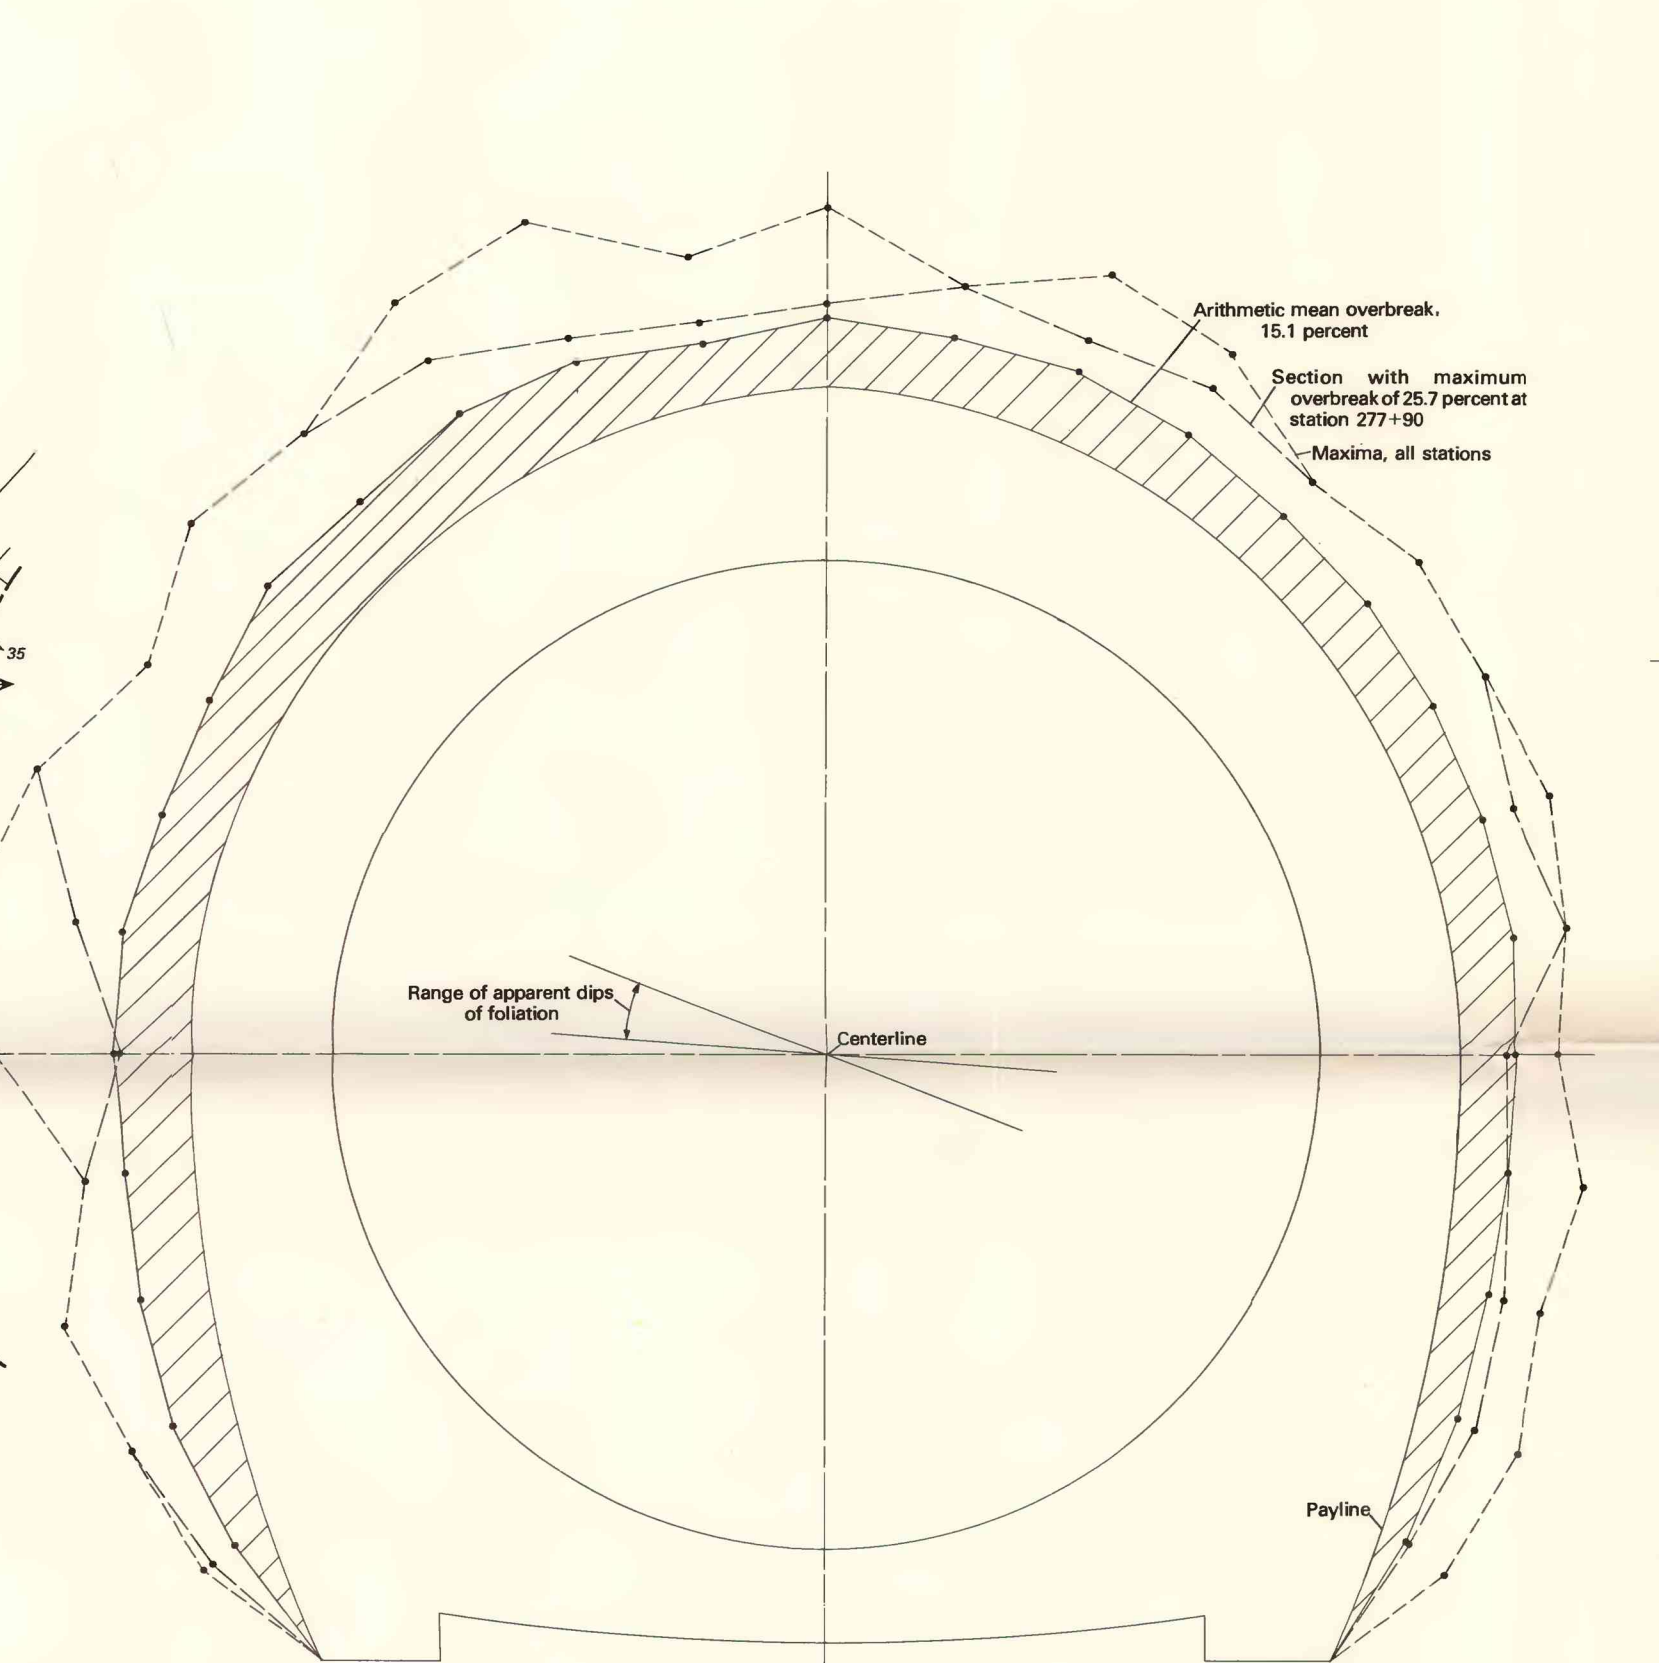 Arithmetic mean overbreak,
15.1 percent
Section with maximum
overbreak of 25.7 percent at
station 277+90
Maxima, all stations
35
Range of apparent dips
of foliation
Centerline
Payline